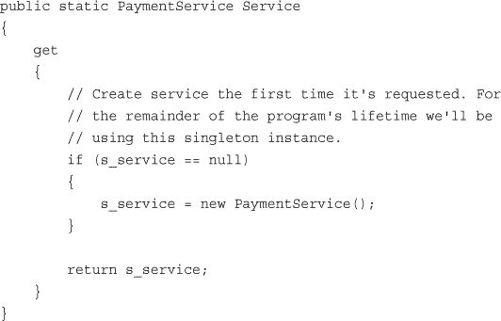 public static PaymentService Service
{
    get
    {
        // Create service the first time it's requested. For
        // the remainder of the program's lifetime we'll be
        // using this singleton instance.
        if (s_service == null)
        {
            s_service = new PaymentService();
        }

        return s_service;
    }
}